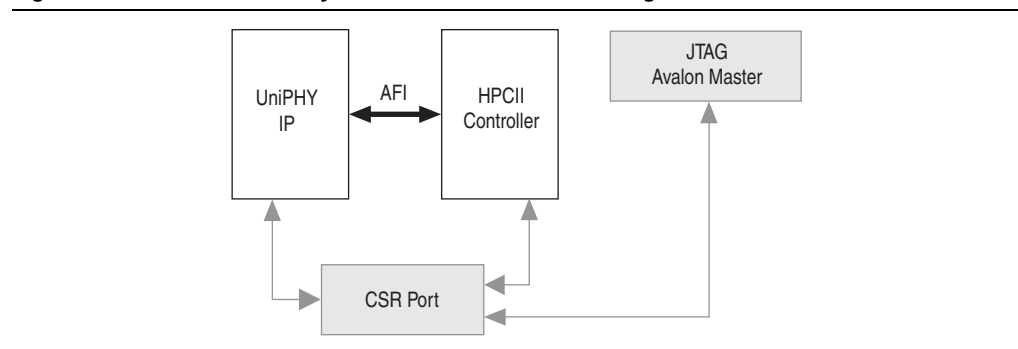 UniPHY
IP
AFI
HPCII
Controller
JTAG
Avalon Master
CSR Port